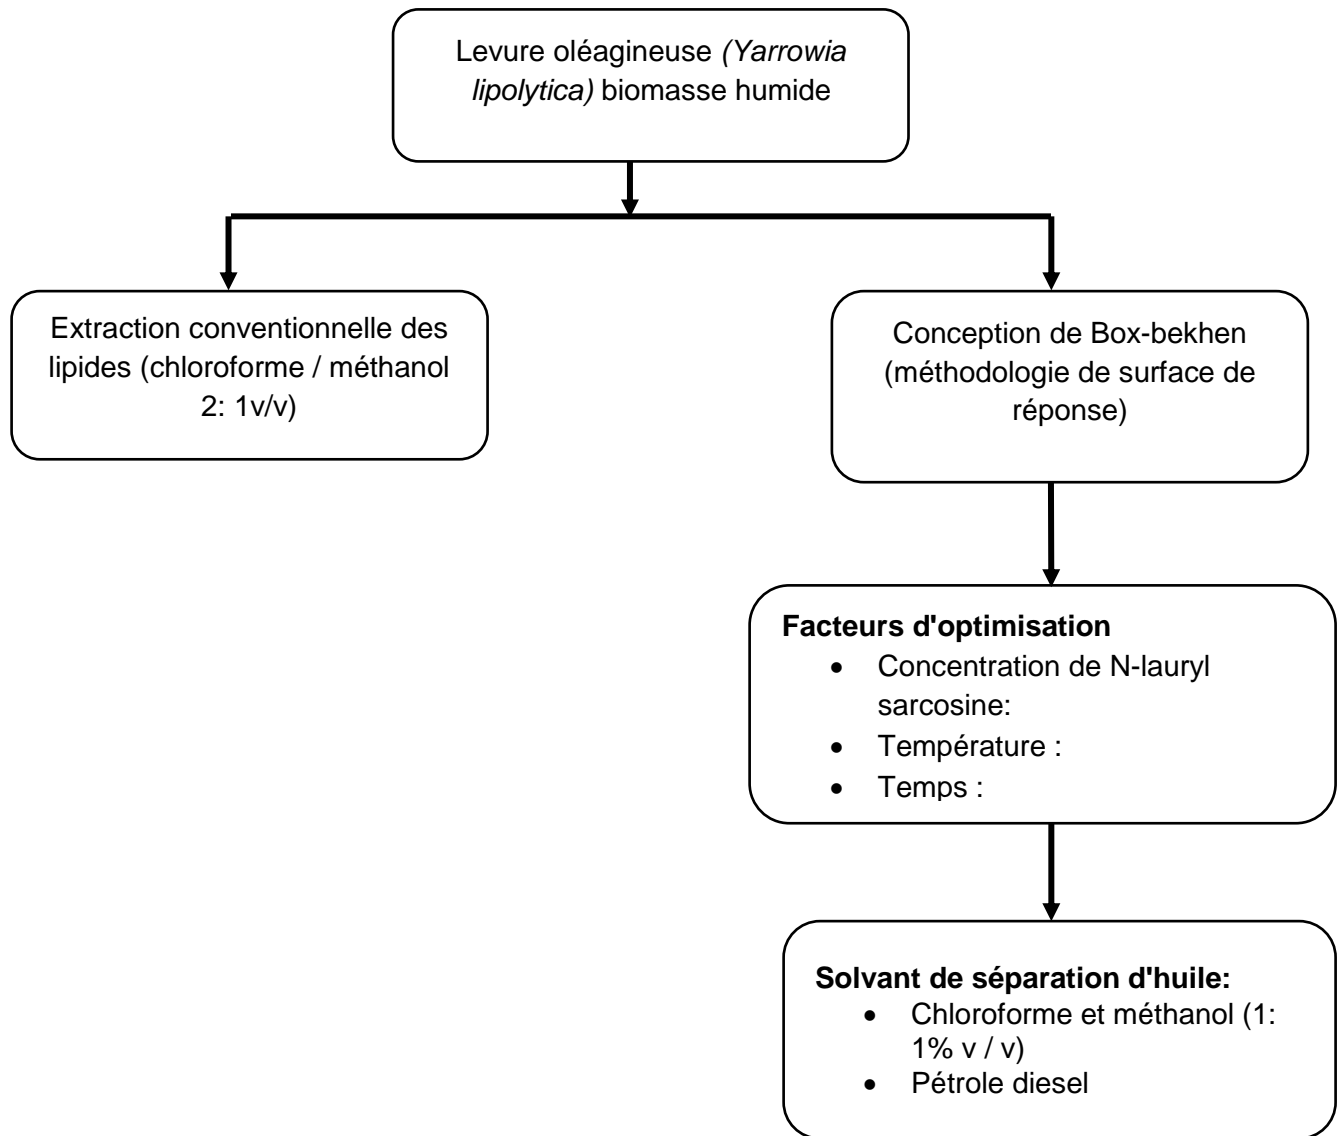 Levure oléagineuse (Yarrowia
lipolytica) biomasse humide
Extraction conventionnelle des
lipides (chloroforme / méthanol
2: 1v/v)
Conception de Box-bekhen
(méthodologie de surface de
réponse)
Facteurs d'optimisation
• Concentration de N-lauryl
sarcosine:
• Température :
• Temps :
Solvant de séparation d'huile:
• Chloroforme et méthanol (1:
1% v / v)
• Pétrole diesel